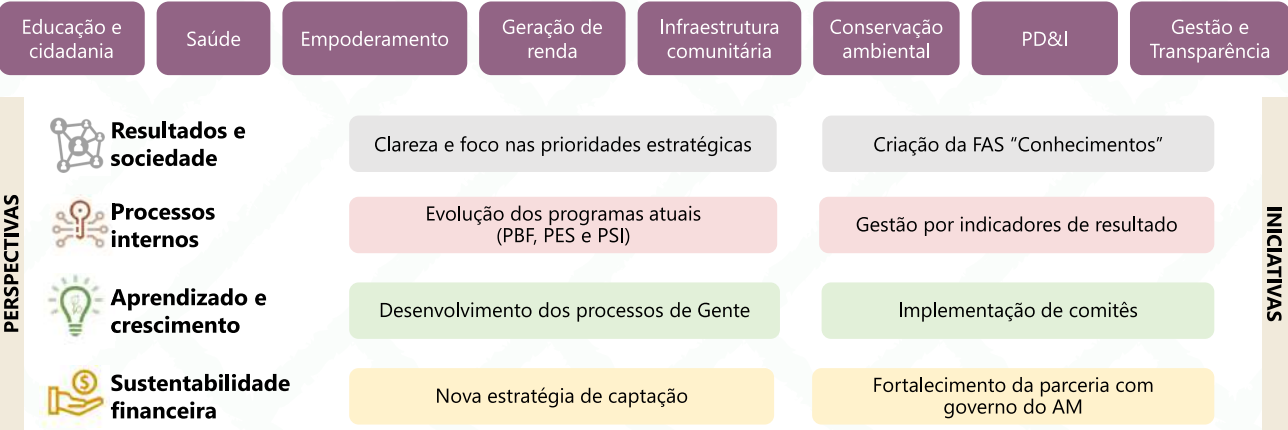 Educação e
cidadania
Saúde
Empoderamento
Geração de
renda
Infraestrutura
comunitária
Conservação
ambiental
PD&I
Gestão e
Transparência
PERSPECTIVAS
Resultados e
sociedade
Clareza e foco nas prioridades estratégicas
Criação da FAS “Conhecimentos”
Processos
internos
Evolução dos programas atuais
(PBF, PES e PSI)
Gestão por indicadores de resultado
Aprendizado e
crescimento
Desenvolvimento dos processos de Gente
Implementação de comitês
Sustentabilidade
financeira
Nova estratégia de captação
Fortalecimento da parceria com
governo do AM
INICIATIVAS